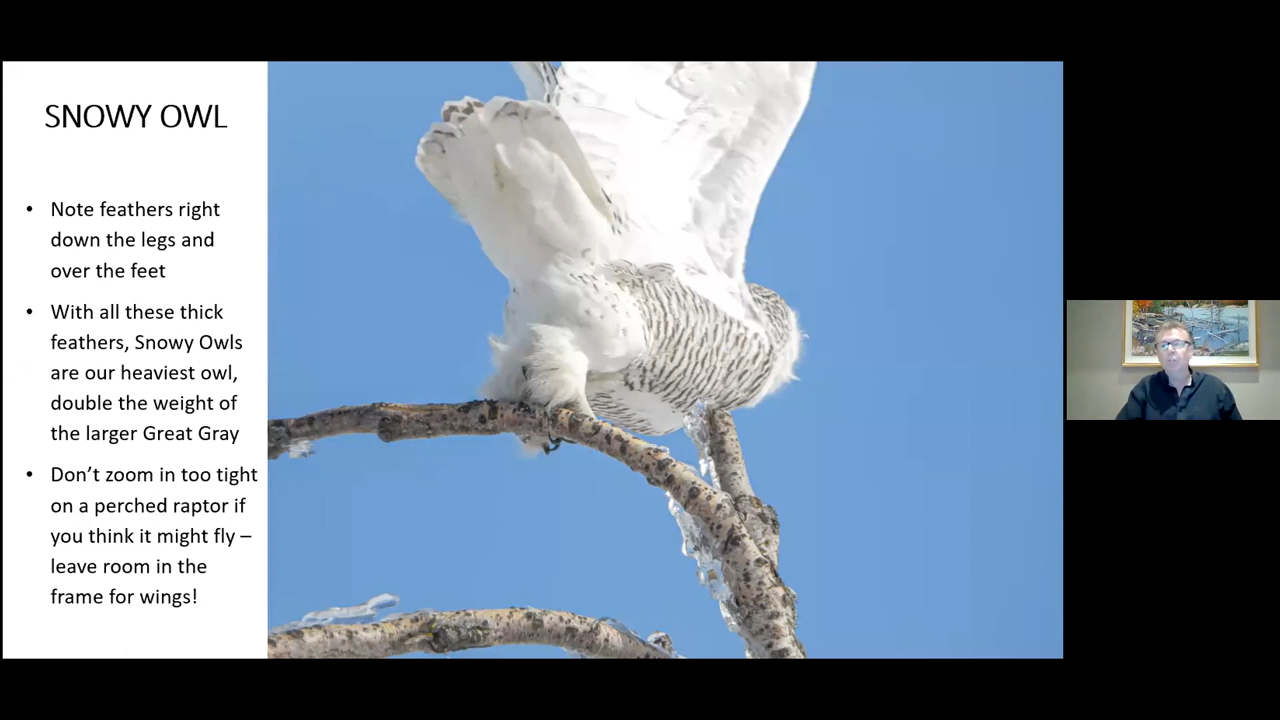 SNOWY OWL
• Note feathers right
down the legs and
over the feet
• With all these thick
feathers, Snowy Owls
are our heaviest owl,
double the weight of
the larger Great Gray
• Don’t zoom in too tight
on a perched raptor if
you think it might fly –
leave room in the
frame for wings!